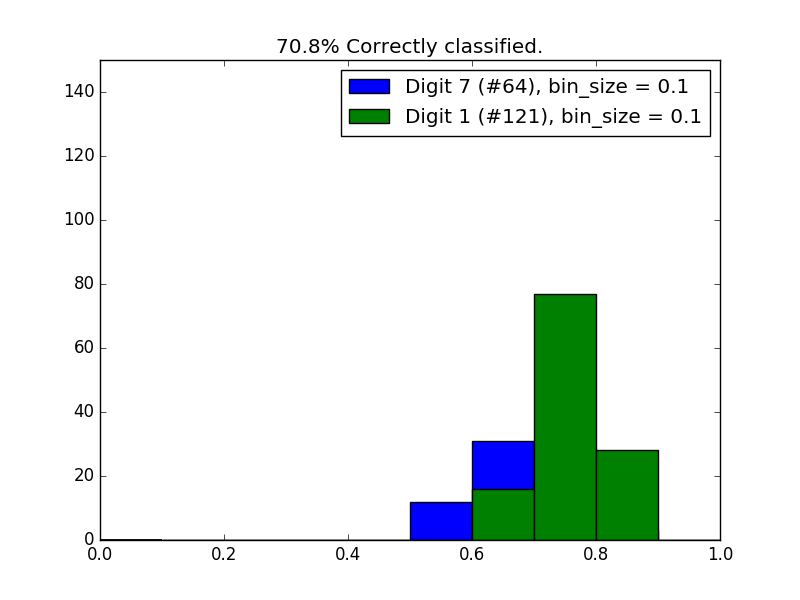 70.8% Correctly classified.
Digit 7 (#64), bin_size = 0.1
Digit 1 (#121), bin_size = 0.1
140
120
100
80
60
40
20
0
0.0 0.2 0.4 0.6 0.8 1.0